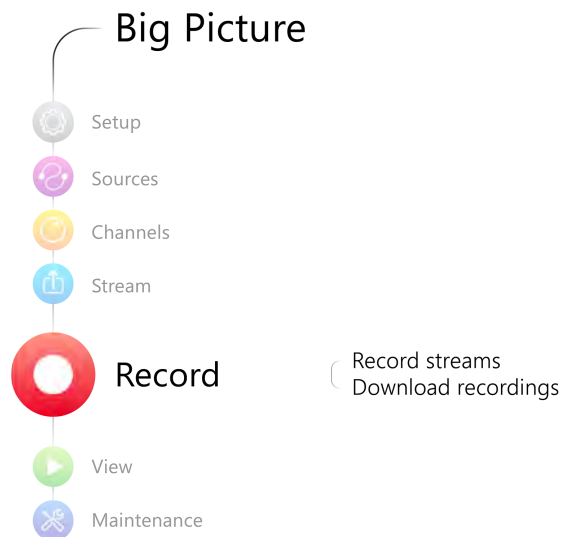 Big Picture
Setup
Sources
Channels
Stream
Record
Record streams
Download recordings
View
Maintenance